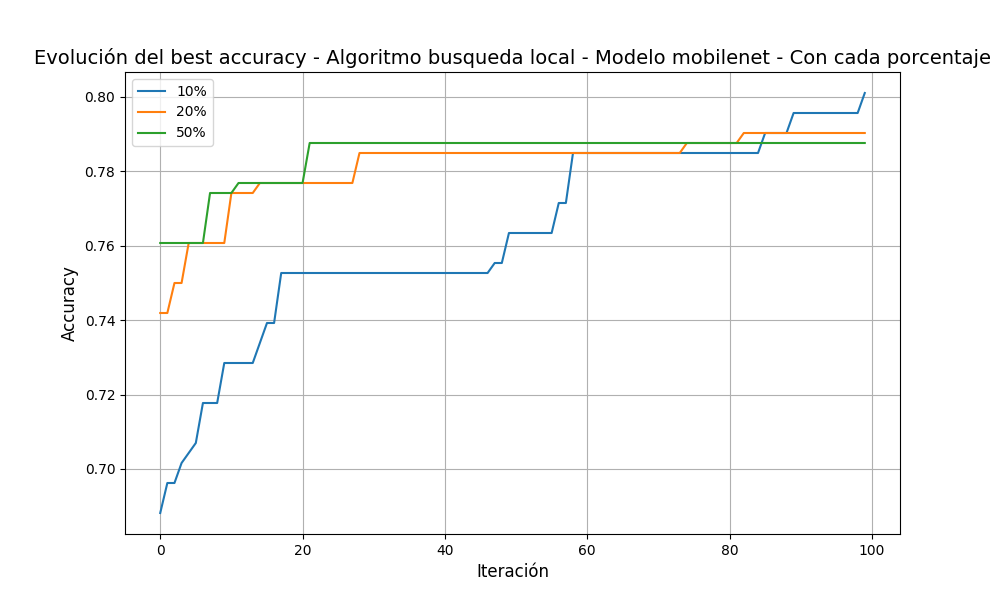 Evolución del best accuracy - Algoritmo busqueda local - Modelo mobilenet - Con cada porcentaje
10%
20%
50%
0.80
0.78
0.76
0.74
0.72
0.70
Accuracy
0 20 40 60 80 100
Iteración